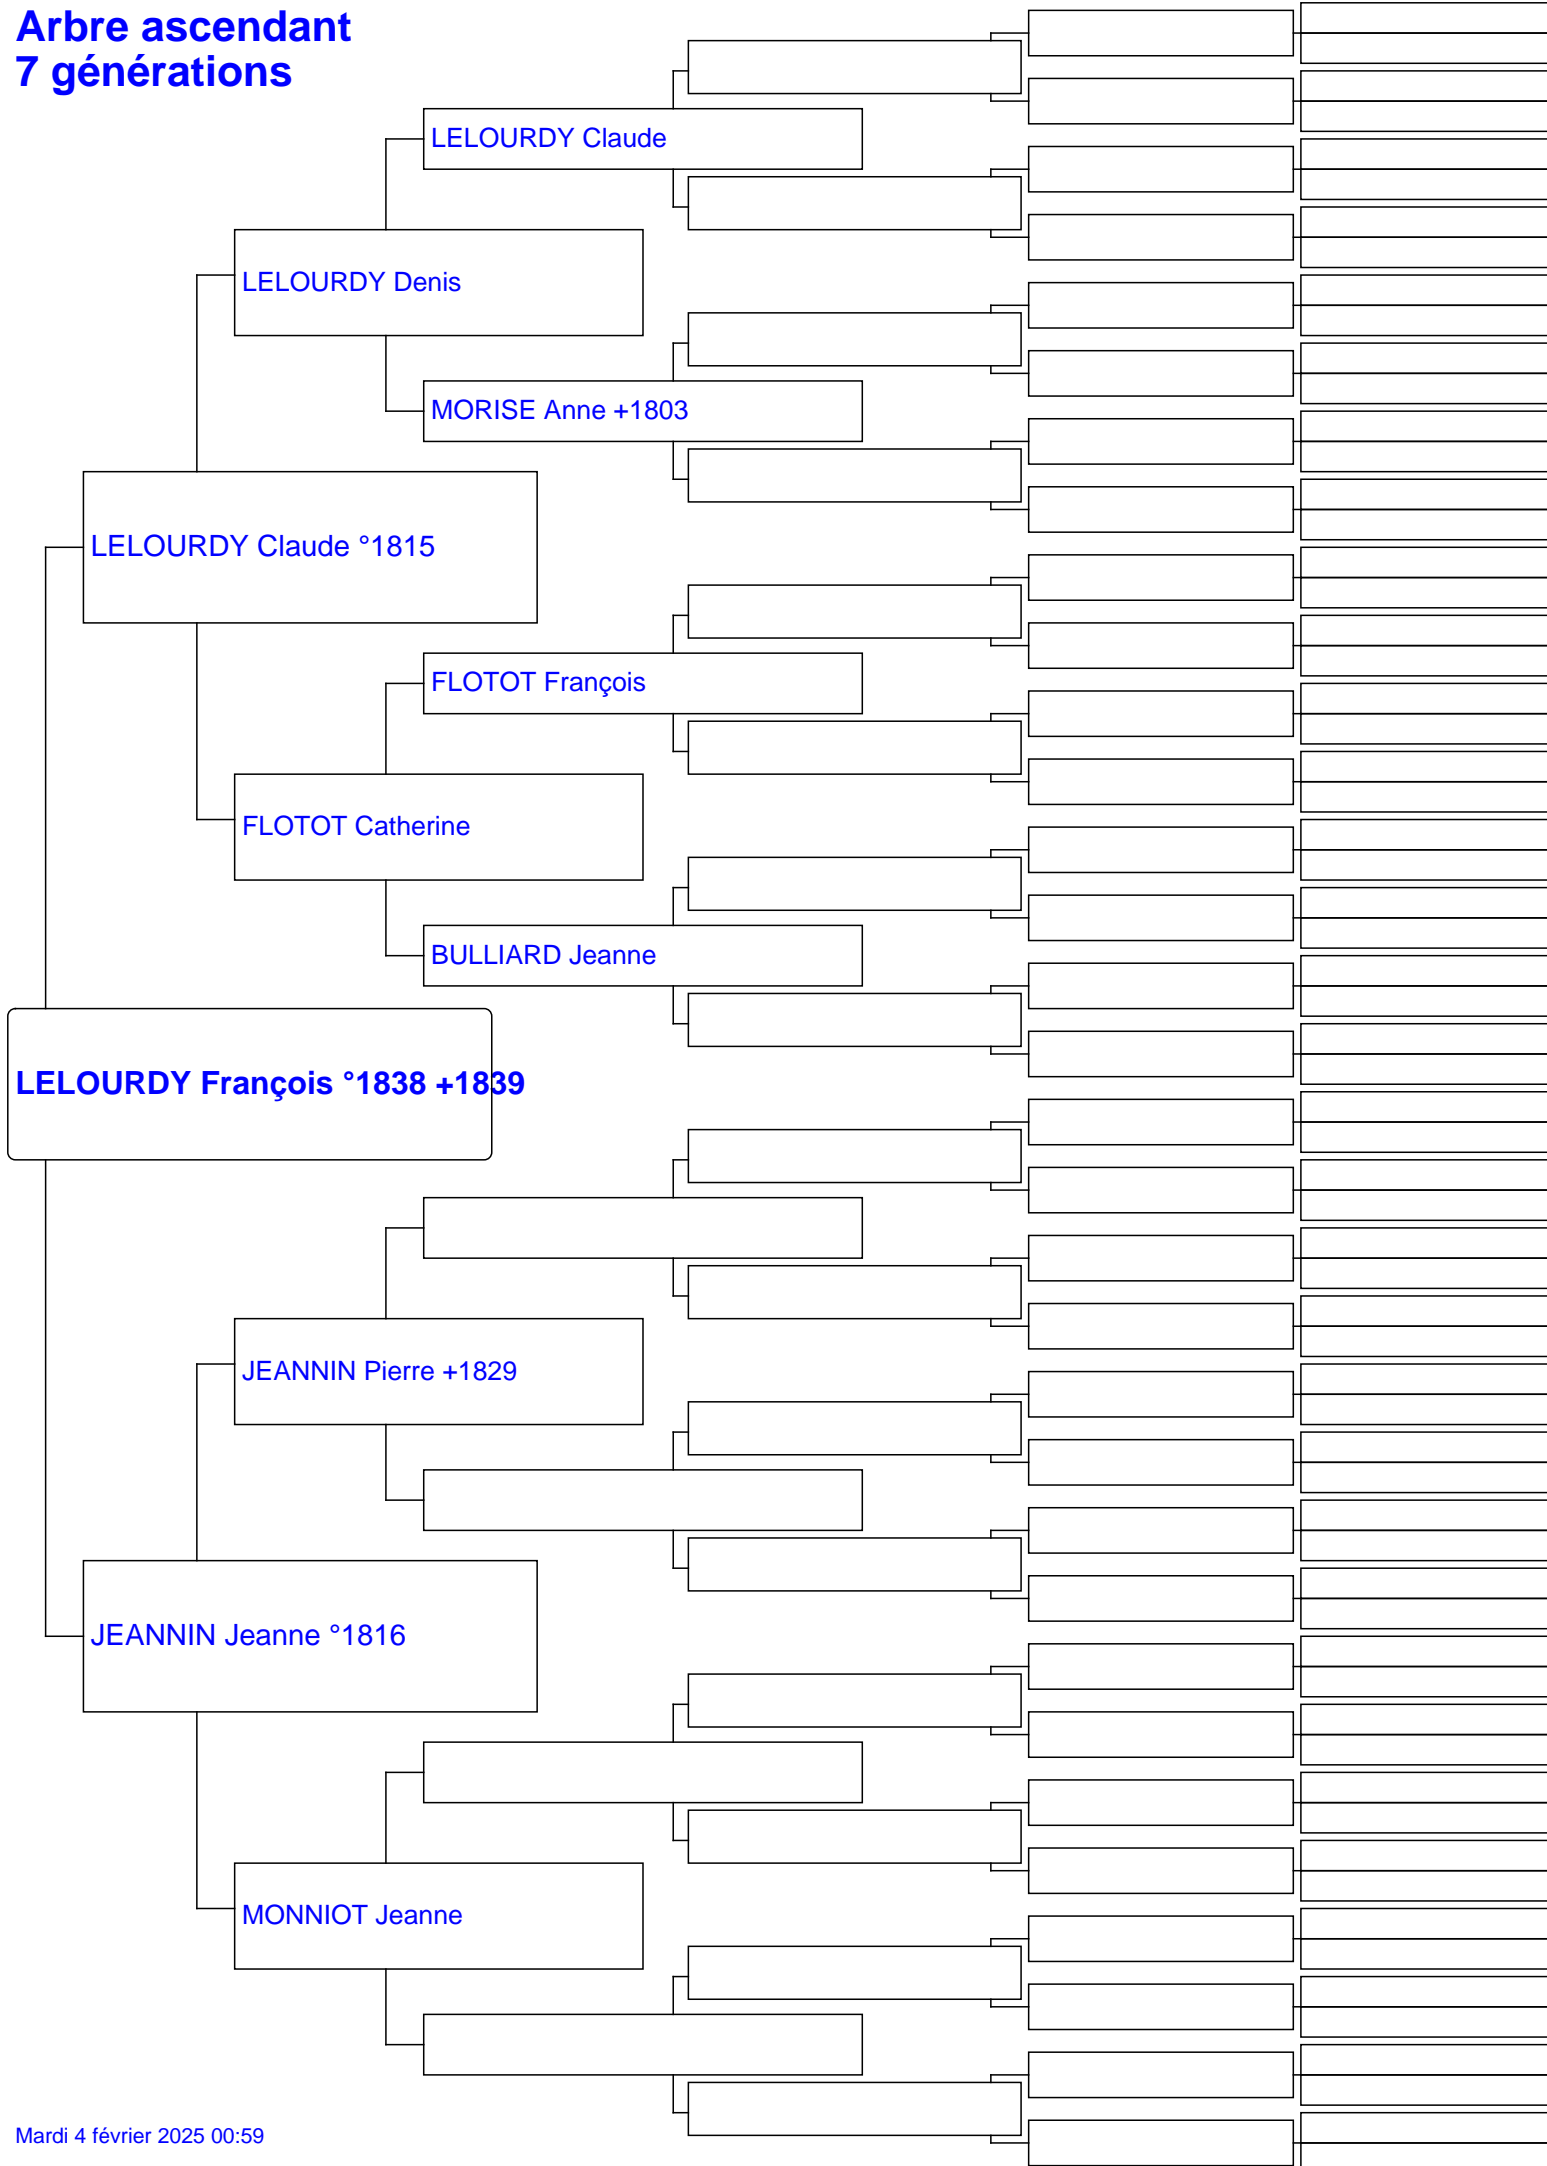 Arbre ascendant
7 générations
LELOURDY Claude
LELOURDY Denis
MORISE Anne +1803
LELOURDY Claude °1815
FLOTOT François
FLOTOT Catherine
BULLIARD Jeanne
LELOURDY François °1838 +1839
JEANNIN Pierre +1829
JEANNIN Jeanne °1816
MONNIOT Jeanne
Mardi 4 février 2025 00:59